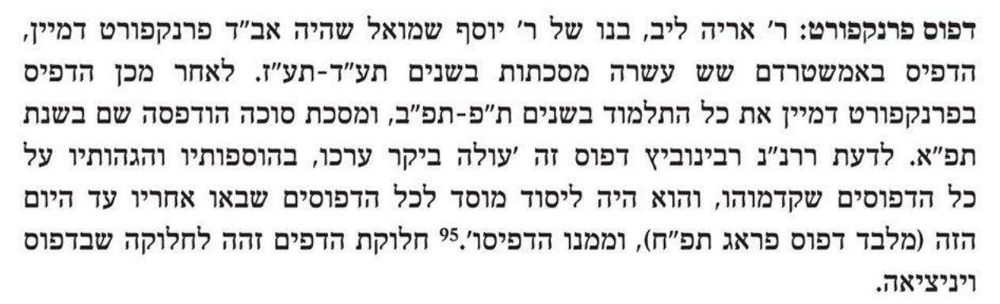 דפוס פרנקפורט: ר׳ אריה ליב, בנו של ר׳ יוסף שמואל שהיה אב״ד פרנקפורט דמיין,
הדפיס באמשטרדם שש עשרה מסכתות בשנים תע״ד-תע״ז. לאחר מכן הדפיס
בפרנקפורט דמיין את כל התלמוד בשנים ת״פ-תפ״ב, ומסכת סוכה הודפסה שם בשנת
תפ״א. לדעת ררנ״נ רבינוביץ דפוס זה ׳עולה ביקר ערכו, בהוספותיו והגהותיו על
כל הדפוסים שקדמוהו, והוא היה ליסוד מוסד לכל הדפוסים שבאו אחריו עד היום
הזה (מלבד דפוס פראג תפ״ח), וממנו הדפיסו׳.95 חלוקת הדפים זהה לחלוקה שבדפוס
ויניציאה.